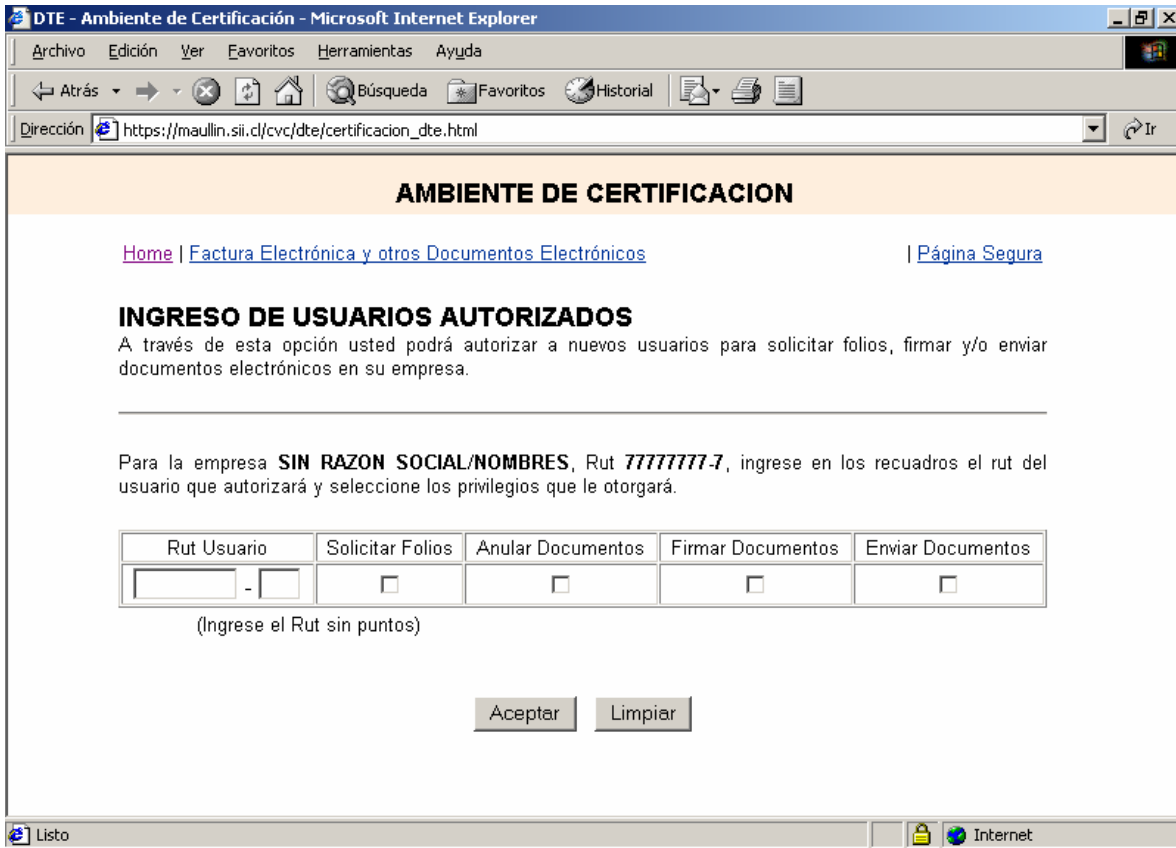 DTE - Ambiente de Certificación - Microsoft Internet Explorer
Archivo Edición Ver Favoritos Herramientas Ayuda
Atrás Búsqueda Favoritos Historial
Dirección https://maullin.sii.cl/cvc/dte/certificacion_dte.html Ir
AMBIENTE DE CERTIFICACION
Home | Factura Electrónica y otros Documentos Electrónicos | Página Segura
INGRESO DE USUARIOS AUTORIZADOS
A través de esta opción usted podrá autorizar a nuevos usuarios para solicitar folios, firmar y/o enviar
documentos electrónicos en su empresa.
Para la empresa SIN RAZON SOCIAL/NOMBRES, Rut 77777777-7, ingrese en los recuadros el rut del
usuario que autorizará y seleccione los privilegios que le otorgará.
Rut Usuario Solicitar Folios Anular Documentos Firmar Documentos Enviar Documentos
-
(Ingrese el Rut sin puntos)
Aceptar Limpiar
Listo Internet